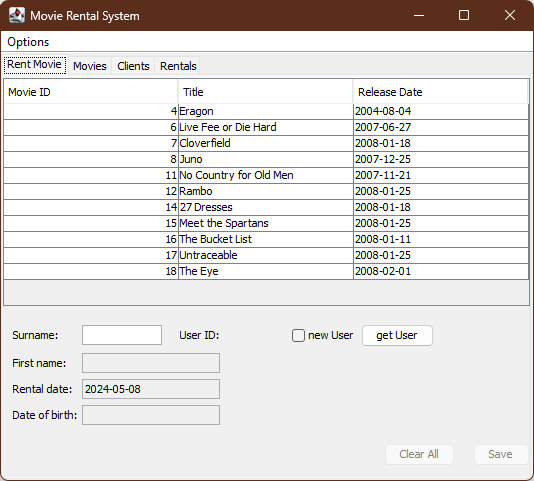 Movie Rental System
Options
Rent Movie Movies Clients Rentals
Movie ID Title Release Date
4 Eragon 2004-08-04
6 Live Fee or Die Hard 2007-06-27
7 Cloverfield 2008-01-18
8 Juno 2007-12-25
11 No Country for Old Men 2007-11-21
12 Rambo 2008-01-25
14 27 Dresses 2008-01-18
15 Meet the Spartans 2008-01-25
16 The Bucket List 2008-01-11
17 Untraceable 2008-01-25
18 The Eye 2008-02-01
Surname: User ID: new User get User
First name:
Rental date: 2024-05-08
Date of birth:
Clear All Save